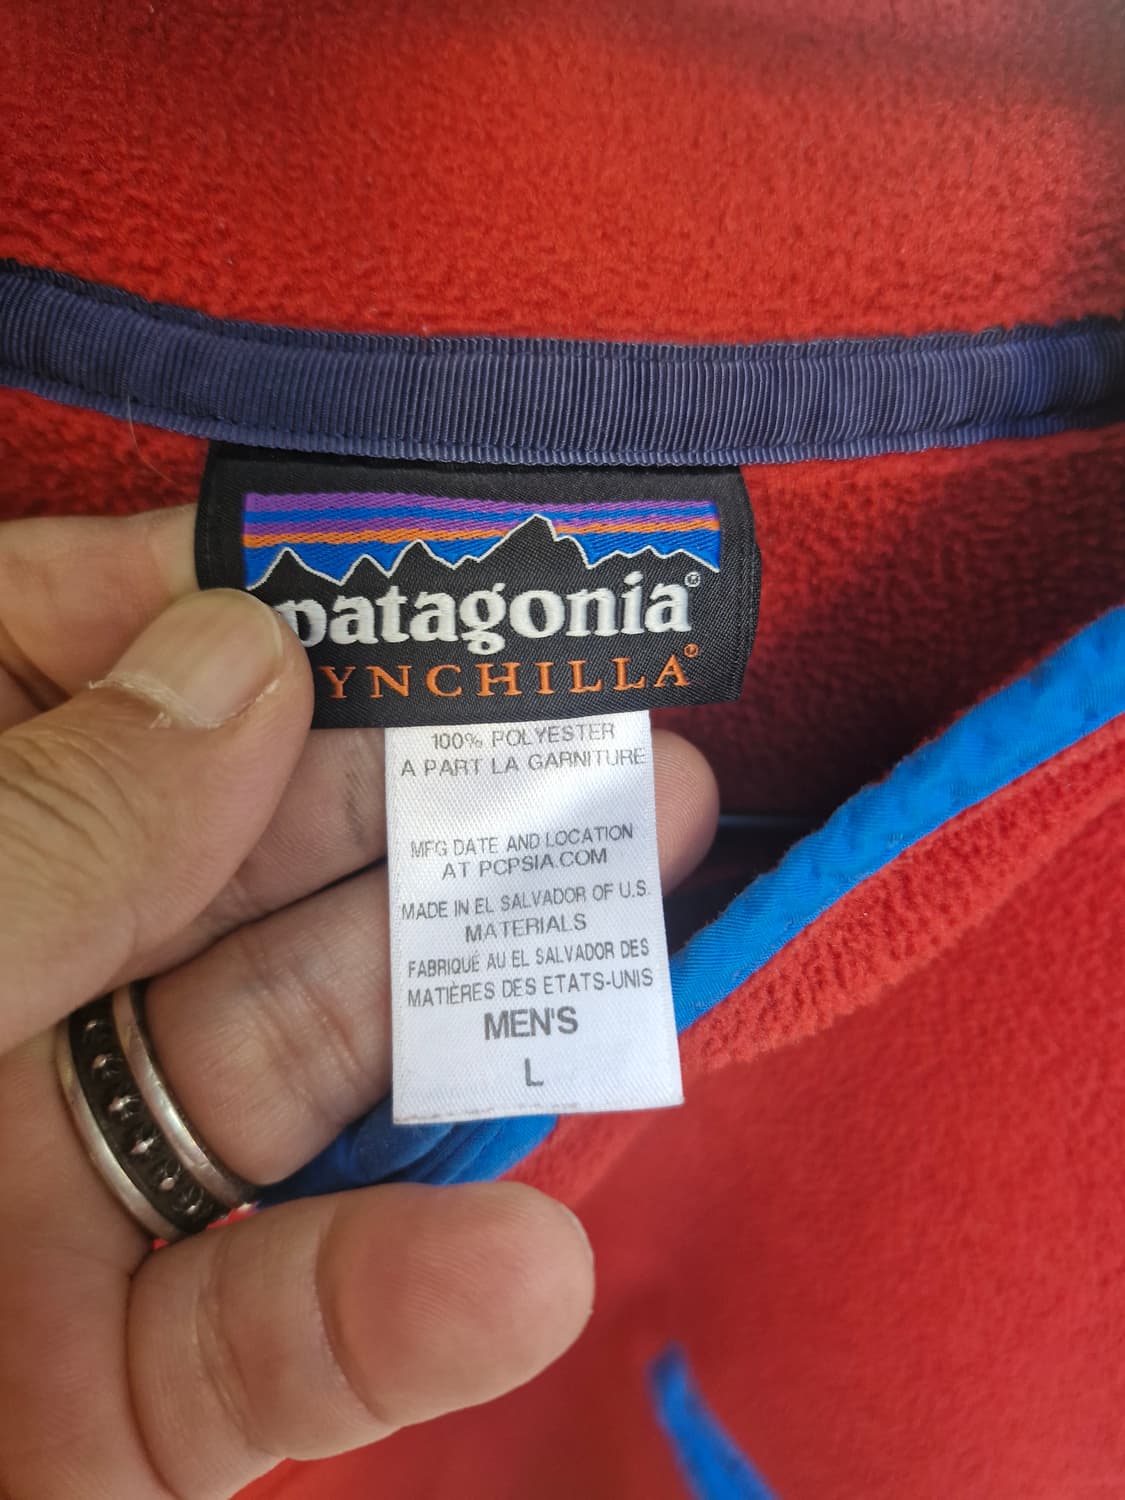 patagonia®
YNCHILLA®
100% POLYESTER
A PART LA GARNITURE
MFG DATE AND LOCATION
AT PCPSIA.COM
MADE IN EL SALVADOR OF U.S.
MATERIALS
FABRIQUÉ AU EL SALVADOR DES
MATIÈRES DES ETATS-UNIS
MEN'S
L